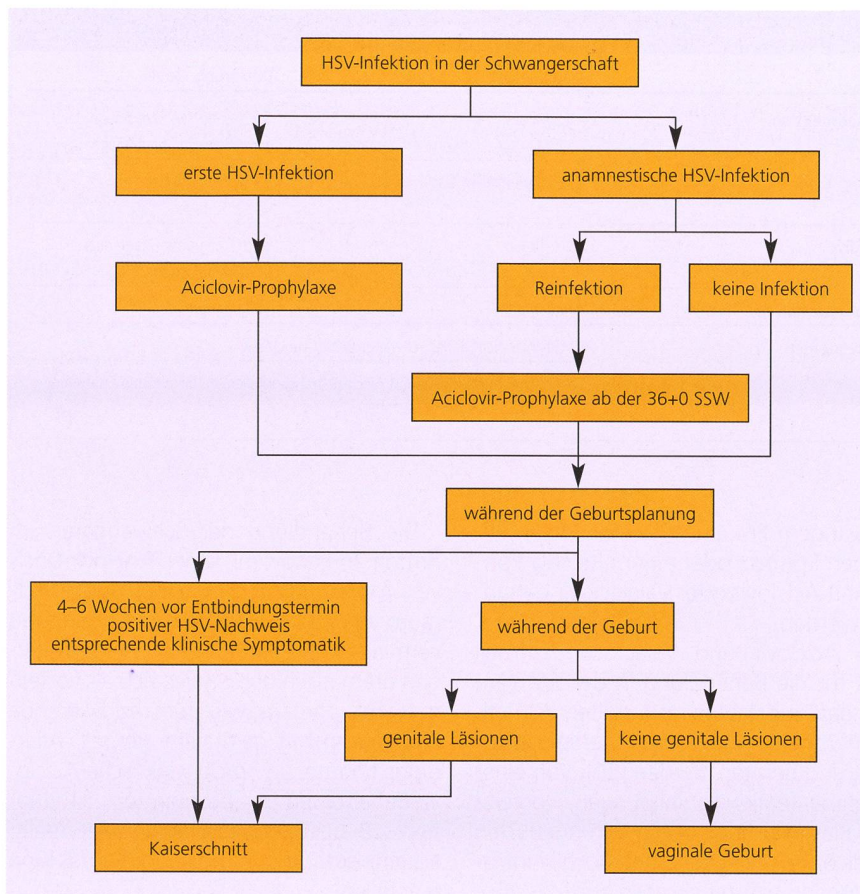 HSV-Infektion in der Schwangerschaft
erste HSV-Infektion
anamnestische HSV-Infektion
Aciclovir-Prophylaxe
Reinfektion
keine Infektion
Aciclovir-Prophylaxe ab der 36+0 SSW
während der Geburtsplanung
4–6 Wochen vor Entbindungstermin
positiver HSV-Nachweis
entsprechende klinische Symptomatik
während der Geburt
genitale Läsionen
keine genitale Läsionen
Kaiserschnitt
vaginale Geburt